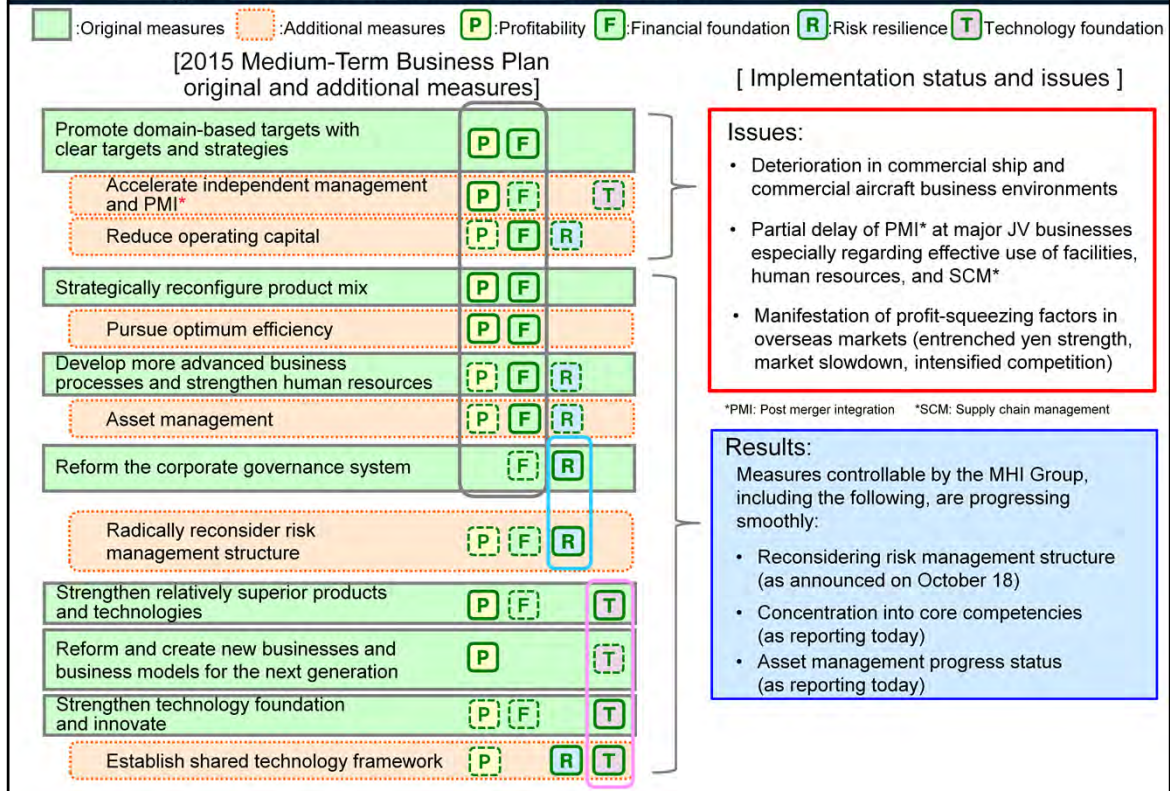 :Original measures :Additional measures P :Profitability F :Financial foundation R :Risk resilience T :Technology foundation
[2015 Medium-Term Business Plan
original and additional measures]
Promote domain-based targets with
clear targets and strategies
P F
Accelerate independent management
and PMI*
P F T
Reduce operating capital
P F R
Strategically reconfigure product mix
P F
Pursue optimum efficiency
P F
Develop more advanced business
processes and strengthen human resources
P F R
Asset management
P F R
Reform the corporate governance system
F R
Radically reconsider risk
management structure
P F R
Strengthen relatively superior products
and technologies
P F T
Reform and create new businesses and
business models for the next generation
P T
Strengthen technology foundation
and innovate
P F T
Establish shared technology framework
P R T
[ Implementation status and issues ]
Issues:
• Deterioration in commercial ship and
commercial aircraft business environments
• Partial delay of PMI* at major JV businesses
especially regarding effective use of facilities,
human resources, and SCM*
• Manifestation of profit-squeezing factors in
overseas markets (entrenched yen strength,
market slowdown, intensified competition)
*PMI: Post merger integration *SCM: Supply chain management
Results:
Measures controllable by the MHI Group,
including the following, are progressing
smoothly:
• Reconsidering risk management structure
(as announced on October 18)
• Concentration into core competencies
(as reporting today)
• Asset management progress status
(as reporting today)